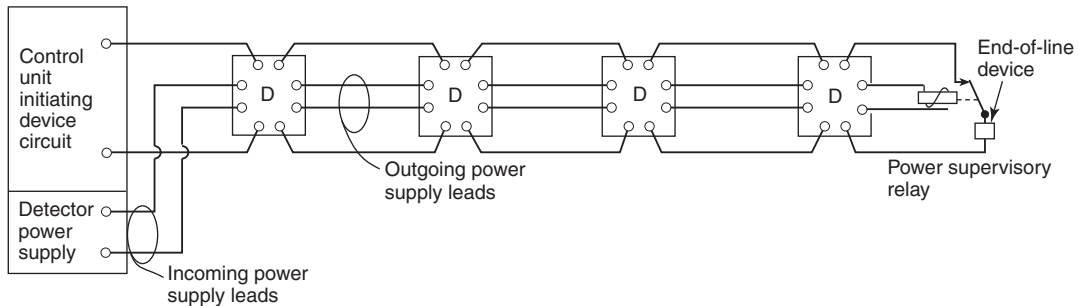 Control
unit
initiating
device
circuit
Detector
power
supply
Incoming power
supply leads
D
Outgoing power
supply leads
D
D
D
End-of-line
device
Power supervisory
relay